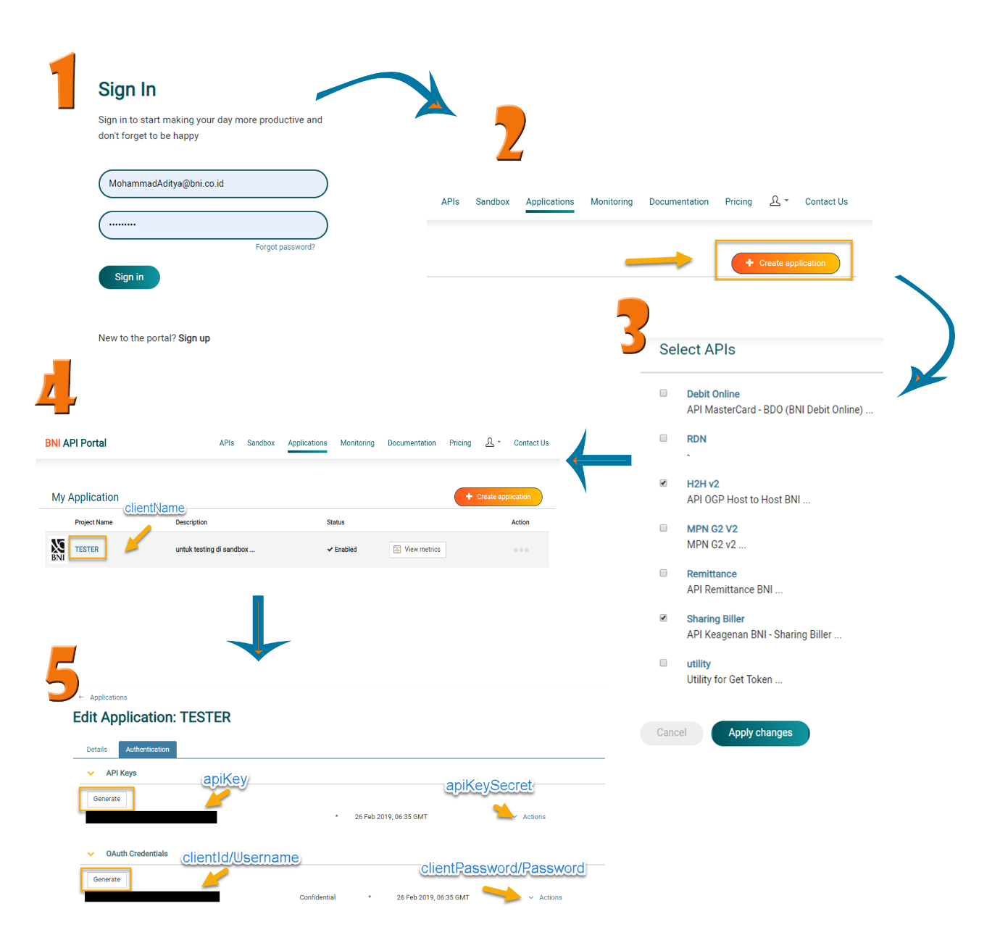 1
Sign In
Sign in to start making your day more productive and
don't forget to be happy
MohammadAditya@bni.co.id
•••••••••
Forgot password?
Sign in
New to the portal? Sign up
2
APIs Sandbox Applications Monitoring Documentation Pricing Contact Us
+ Create application
3
Select APIs
Debit Online
API MasterCard - BDO (BNI Debit Online) ...
RDN
-
H2H v2
API OGP Host to Host BNI ...
MPN G2 V2
MPN G2 v2 ...
Remittance
API Remittance BNI ...
Sharing Biller
API Keagenan BNI - Sharing Biller ...
utility
Utility for Get Token ...
Cancel Apply changes
4
BNI API Portal APIs Sandbox Applications Monitoring Documentation Pricing Contact Us
My Application + Create application
clientName
Project Name Description Status Action
BNI TESTER untuk testing di sandbox ... Enabled View metrics
5
← Applications
Edit Application: TESTER
Details Authentication
API Keys
apiKey
apiKeySecret
Generate
* 26 Feb 2019, 06:35 GMT Actions
OAuth Credentials
clientId/Username
clientPassword/Password
Generate
Confidential * 26 Feb 2019, 06:35 GMT Actions